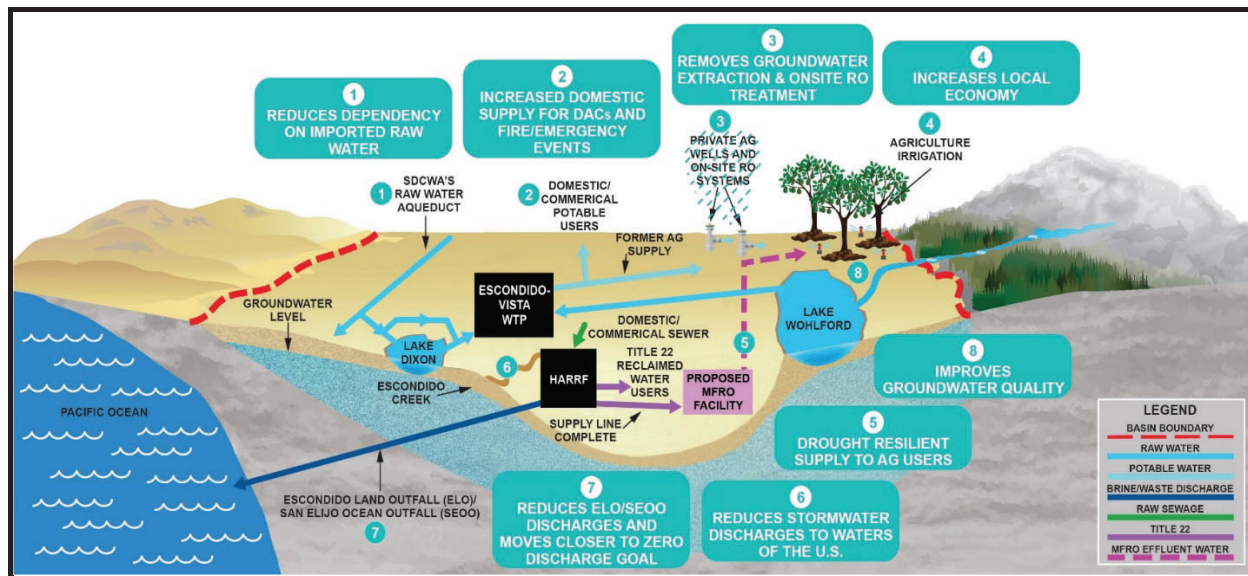 1
REDUCES DEPENDENCY
ON IMPORTED RAW
WATER
2
INCREASED DOMESTIC
SUPPLY FOR DACs AND
FIRE/EMERGENCY
EVENTS
3
REMOVES GROUNDWATER
EXTRACTION & ONSITE RO
TREATMENT
4
INCREASES LOCAL
ECONOMY
1
SDCWA'S
RAW WATER
AQUEDUCT
2
DOMESTIC/
COMMERICAL
POTABLE
USERS
3
PRIVATE AG
WELLS AND
ON-SITE RO
SYSTEMS
4
AGRICULTURE
IRRIGATION
FORMER AG
SUPPLY
GROUNDWATER
LEVEL
ESCONDIDO-
VISTA
WTP
8
LAKE
WOHLFORD
LAKE
DIXON
DOMESTIC/
COMMERICAL SEWER
5
6
HARRF
TITLE 22
RECLAIMED
WATER
USERS
PROPOSED
MFRO
FACILITY
ESCONDIDO
CREEK
SUPPLY LINE
COMPLETE
PACIFIC OCEAN
8
IMPROVES
GROUNDWATER QUALITY
5
DROUGHT RESILIENT
SUPPLY TO AG USERS
ESCONDIDO LAND OUTFALL (ELO)/
SAN ELIJO OCEAN OUTFALL (SEOO)
7
7
REDUCES ELO/SEOO
DISCHARGES AND
MOVES CLOSER TO ZERO
DISCHARGE GOAL
6
REDUCES STORMWATER
DISCHARGES TO WATERS
OF THE U.S.
LEGEND
BASIN BOUNDARY
RAW WATER
POTABLE WATER
BRINE/WASTE DISCHARGE
RAW SEWAGE
TITLE 22
MFRO EFFLUENT WATER